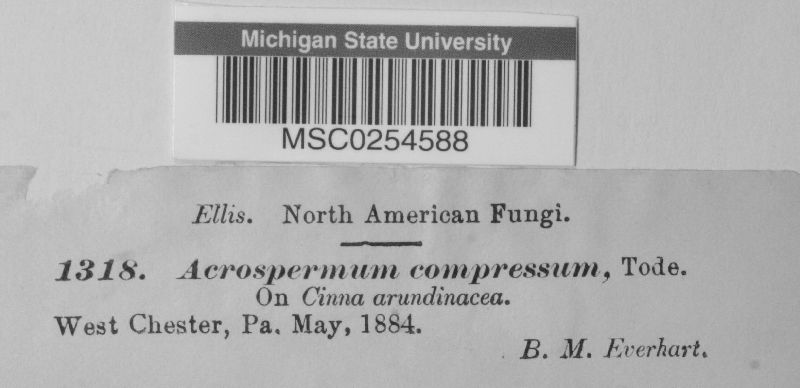 Michigan State University
MSC0254588
Ellis. North American Fungi.
1318. Acrospermum compressum, Tode.
On Cinna arundinacea.
West Chester, Pa. May, 1884.
B. M. Everhart.